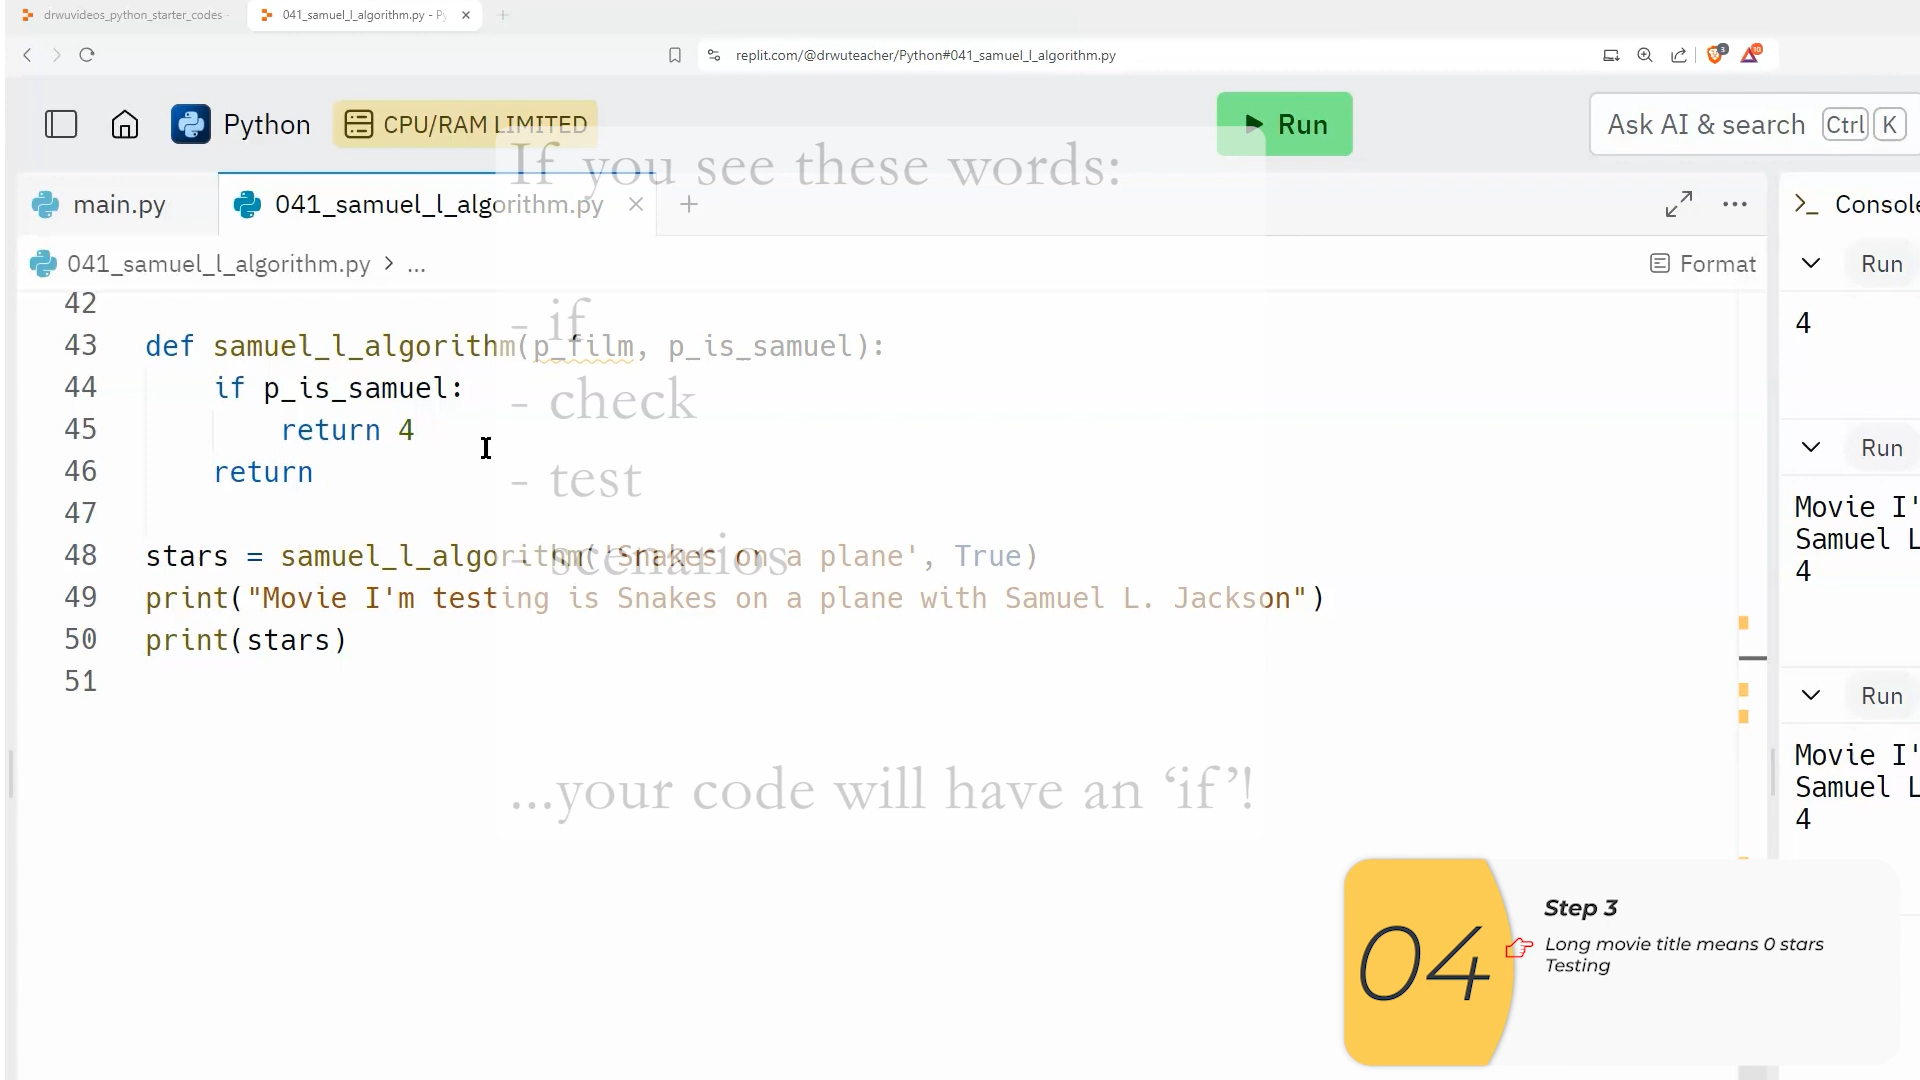 drwuvideos_python_starter_codes
041_samuel_l_algorithm.py - Py
replit.com/@drwuteacher/Python#041_samuel_l_algorithm.py
3
10
Python
CPU/RAM LIMITED
Run
Ask AI & search Ctrl K
main.py
041_samuel_l_algorithm.py
Console
041_samuel_l_algorithm.py > ...
Format
Run
If you see these words:
- if
- check
- test
- scenarios
...your code will have an ‘if’!
42
43 def samuel_l_algorithm(p_film, p_is_samuel):
44 if p_is_samuel:
45 return 4
46 return
47
48 stars = samuel_l_algorithm('Snakes on a plane', True)
49 print("Movie I'm testing is Snakes on a plane with Samuel L. Jackson")
50 print(stars)
51
4
Run
Movie I'
Samuel L
4
Run
Movie I'
Samuel L
4
04
Step 3
Long movie title means 0 stars
Testing